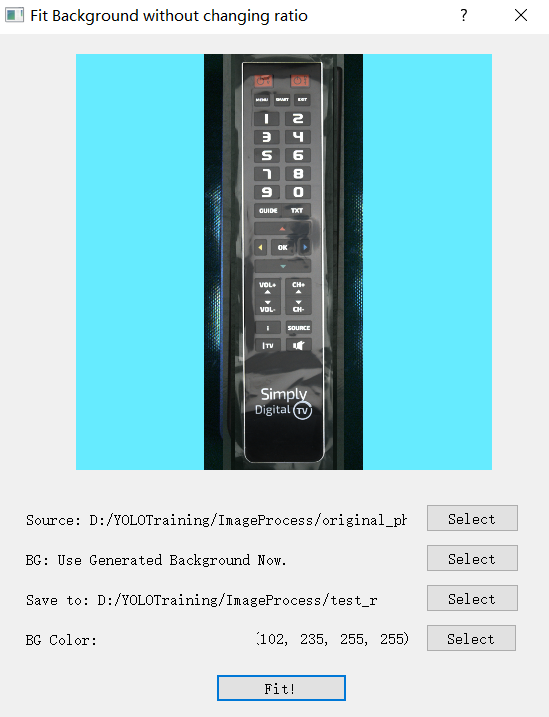 Fit Background without changing ratio
?
MENU SMART EXIT
1 2
3 4
5 6
7 8
9 0
GUIDE TXT
OK
VOL+ CH+
VOL- CH-
i SOURCE
TV
Simply
Digital TV
Source: D:/YOLOTraining/ImageProcess/original_ph
Select
BG: Use Generated Background Now.
Select
Save to: D:/YOLOTraining/ImageProcess/test_r
Select
BG Color: 102, 235, 255, 255)
Select
Fit!